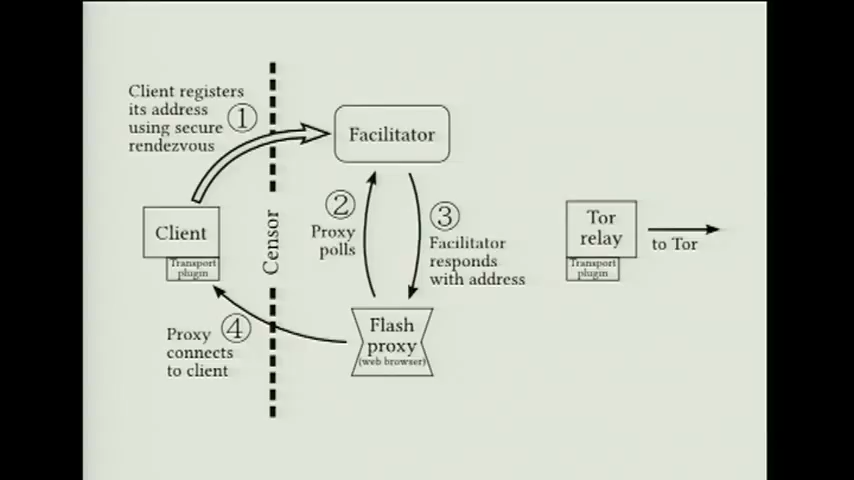 Client registers
its address
using secure
rendezvous
1
Facilitator
Client
Transport
plugin
Censor
2
Proxy
polls
3
Facilitator
responds
with address
Tor
relay
Transport
plugin
to Tor
4
Proxy
connects
to client
Flash
proxy
(web browser)